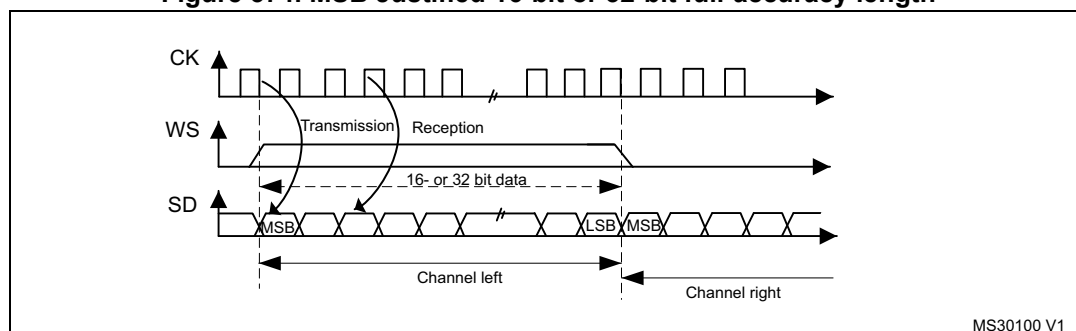 CK
Transmission
Reception
WS
16- or 32 bit data
SD
MSB
LSB
MSB
Channel left
Channel right
MS30100 V1